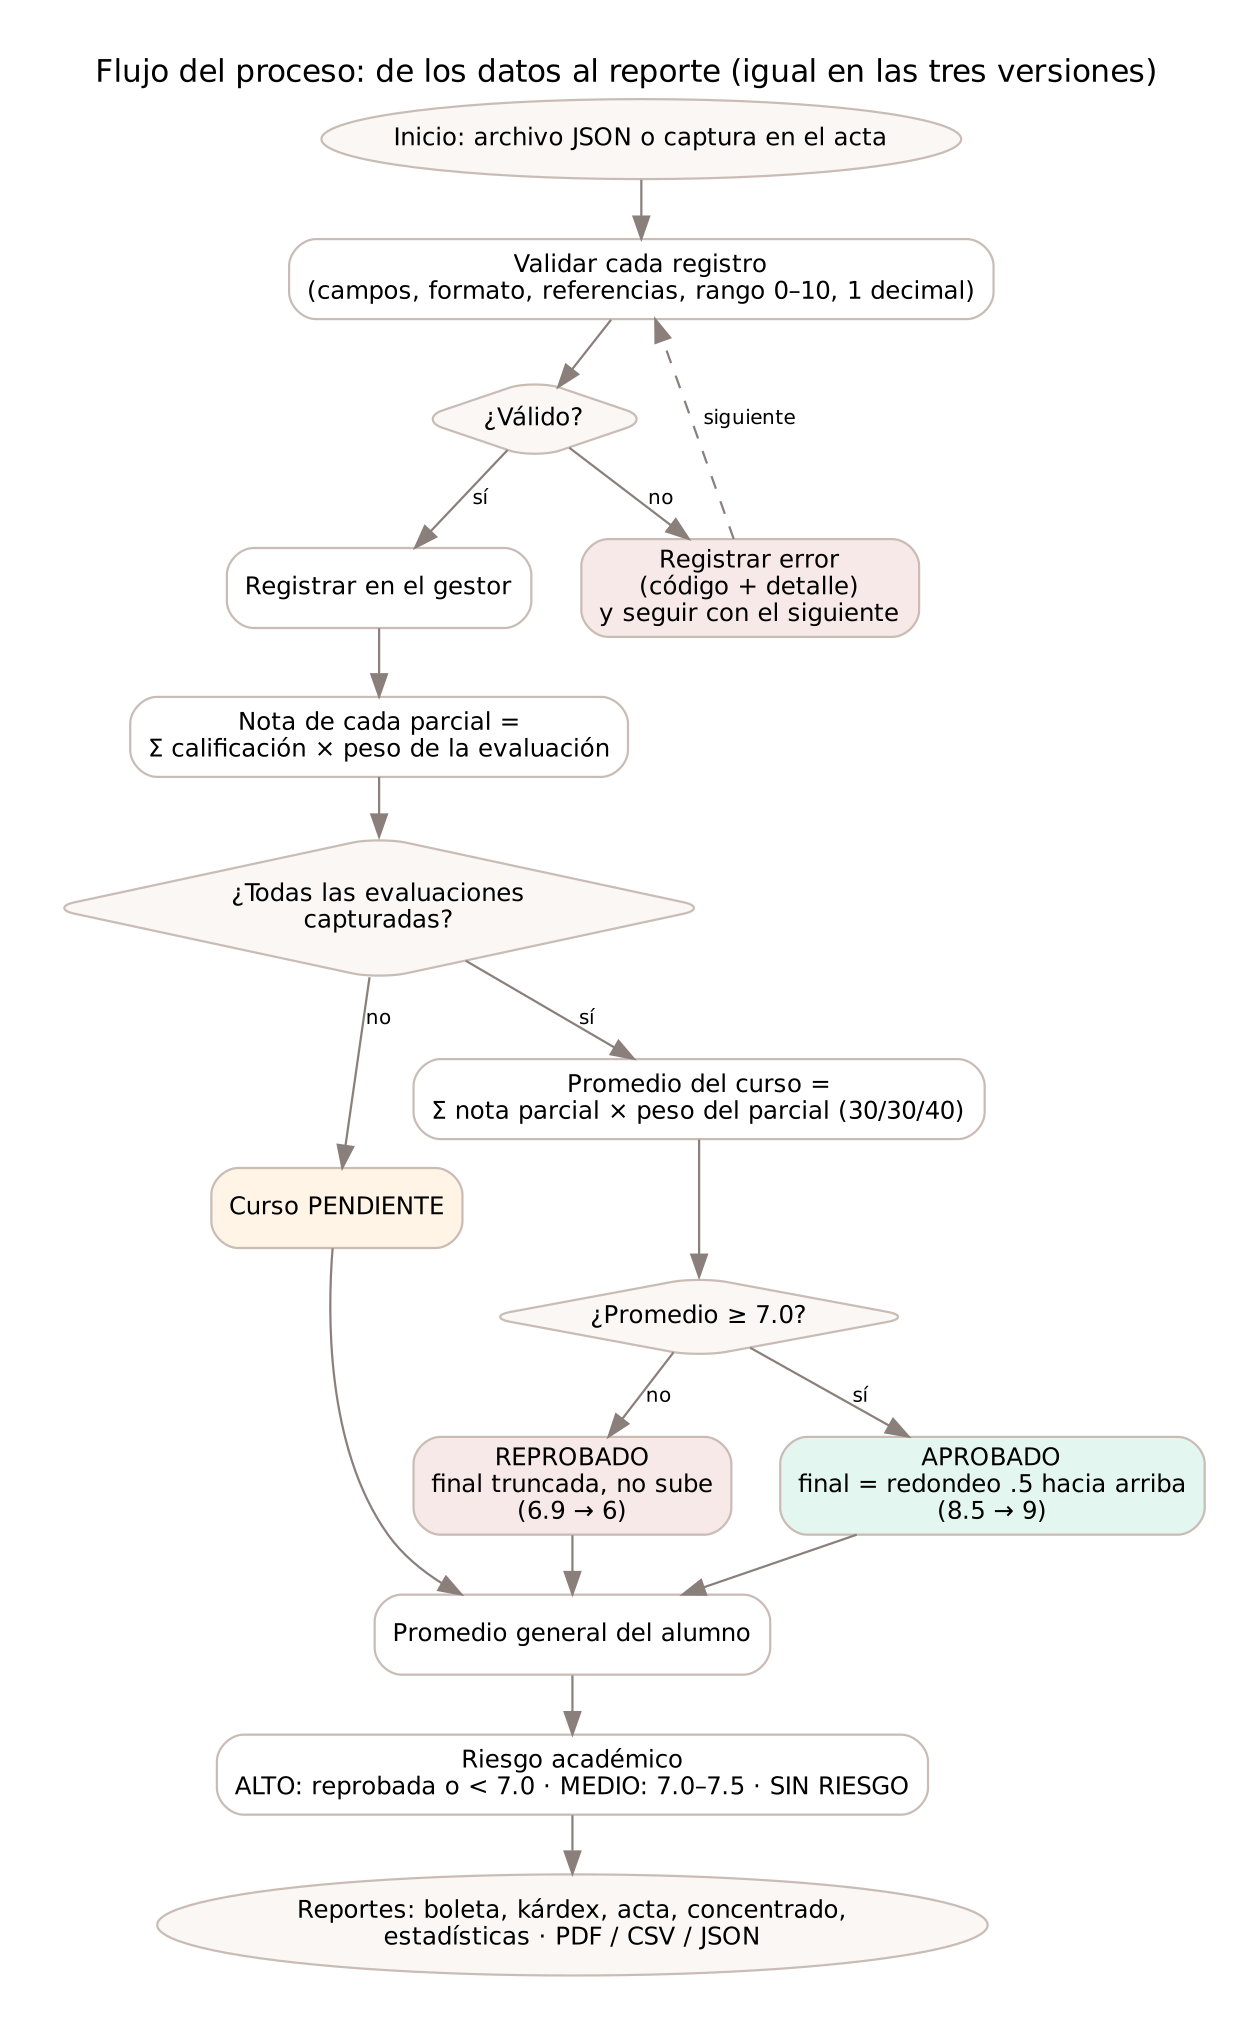 Flujo del proceso: de los datos al reporte (igual en las tres versiones)
Inicio: archivo JSON o captura en el acta
Validar cada registro
(campos, formato, referencias, rango 0–10, 1 decimal)
¿Válido?
siguiente
sí
no
Registrar en el gestor
Registrar error
(código + detalle)
y seguir con el siguiente
Nota de cada parcial =
Σ calificación × peso de la evaluación
¿Todas las evaluaciones
capturadas?
no
sí
Promedio del curso =
Σ nota parcial × peso del parcial (30/30/40)
Curso PENDIENTE
¿Promedio ≥ 7.0?
no
sí
REPROBADO
final truncada, no sube
(6.9 → 6)
APROBADO
final = redondeo .5 hacia arriba
(8.5 → 9)
Promedio general del alumno
Riesgo académico
ALTO: reprobada o < 7.0 · MEDIO: 7.0–7.5 · SIN RIESGO
Reportes: boleta, kárdex, acta, concentrado,
estadísticas · PDF / CSV / JSON